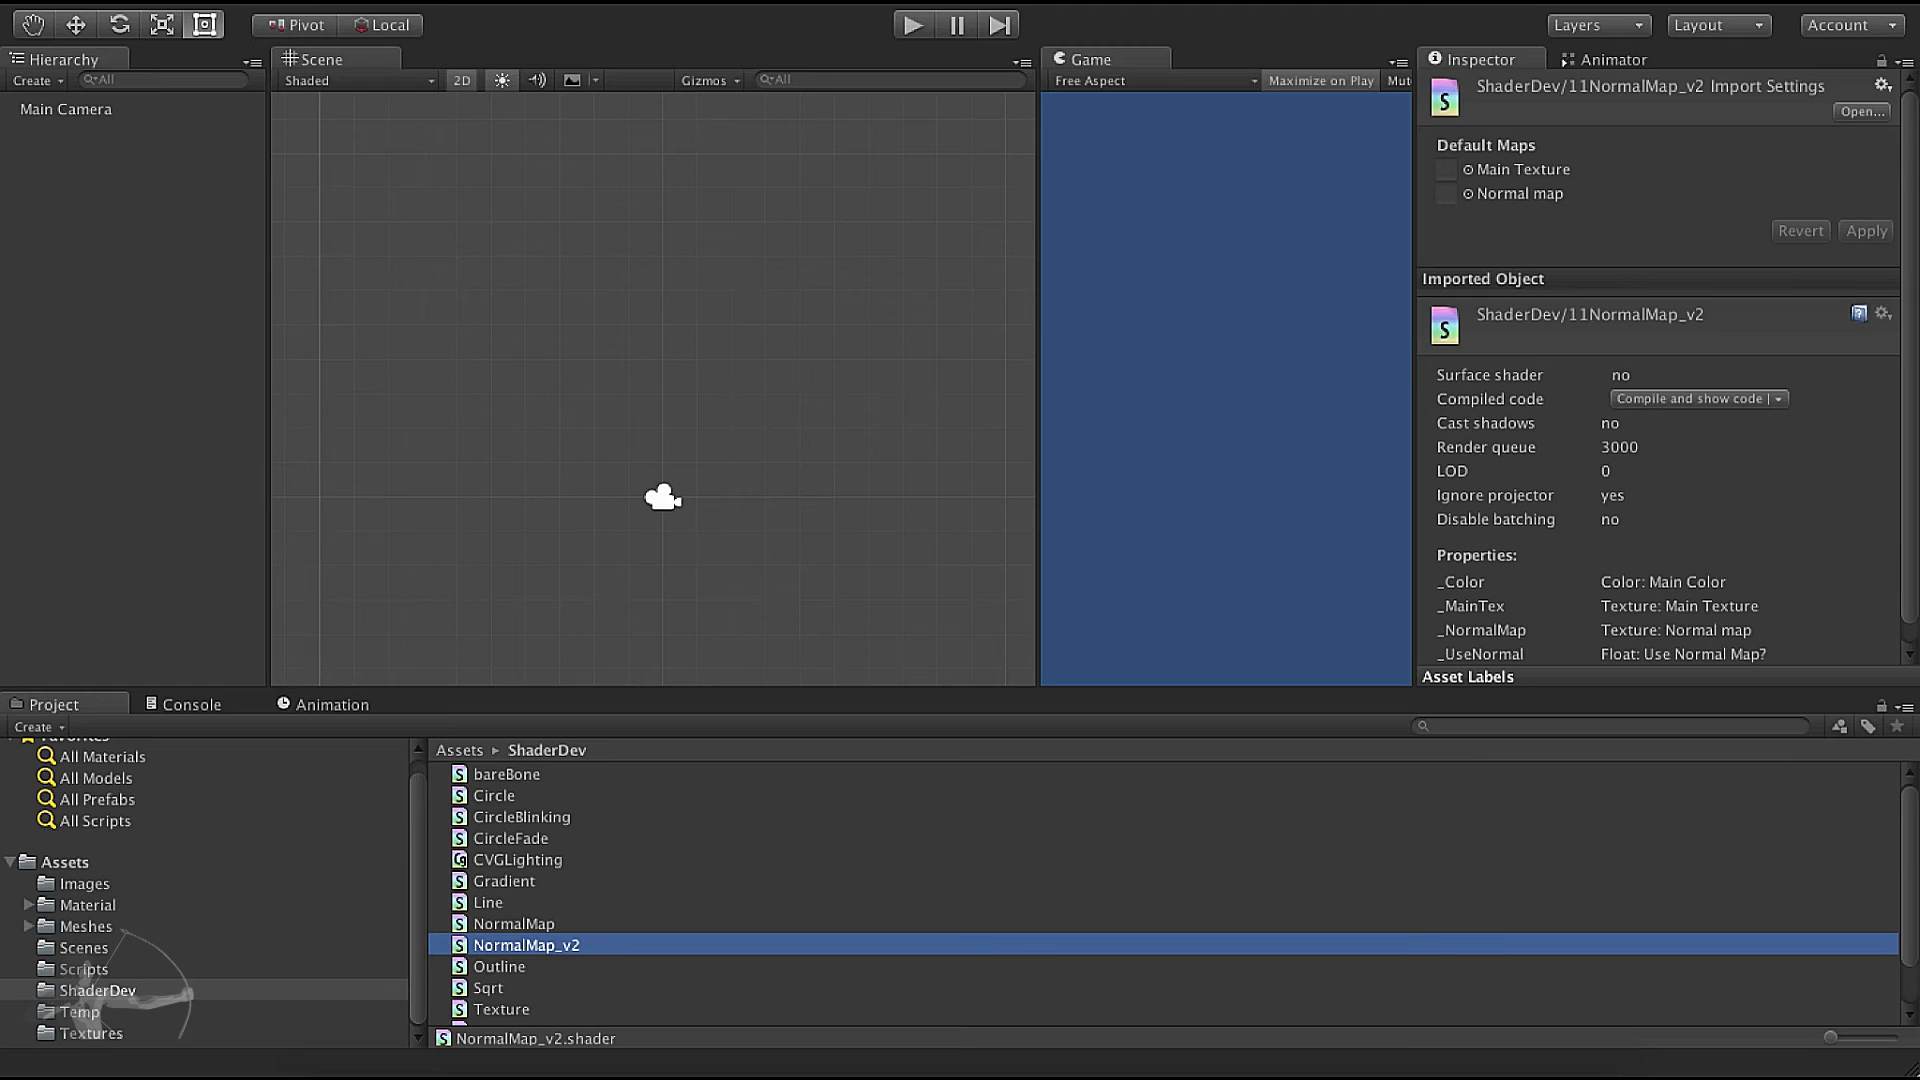 Pivot Local Layers Layout Account
Hierarchy Scene Game Inspector Animator
Create All Shaded 2D Gizmos All Free Aspect Maximize on Play Mut
ShaderDev/11NormalMap_v2 Import Settings
Open...
Main Camera
Default Maps
Main Texture
Normal map
Revert Apply
Imported Object
ShaderDev/11NormalMap_v2
Surface shader no
Compiled code Compile and show code
Cast shadows no
Render queue 3000
LOD 0
Ignore projector yes
Disable batching no
Properties:
_Color Color: Main Color
_MainTex Texture: Main Texture
_NormalMap Texture: Normal map
_UseNormal Float: Use Normal Map?
Asset Labels
Project Console Animation
Create
Favorites
All Materials
All Models
All Prefabs
All Scripts
Assets
Images
Material
Meshes
Scenes
Scripts
ShaderDev
Temp
Textures
Assets ShaderDev
bareBone
Circle
CircleBlinking
CircleFade
CVGLighting
Gradient
Line
NormalMap
NormalMap_v2
Outline
Sqrt
Texture
NormalMap_v2.shader